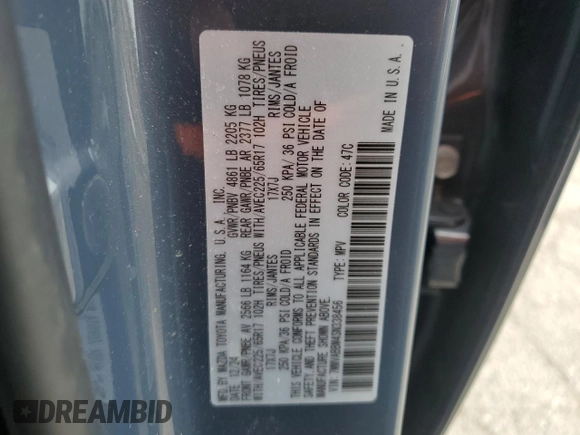 MFD. BY MAZDA TOYOTA MANUFACTURING, U.S.A., INC.
DATE: 12/24 GVWR/PNBV 4861 LB 2205 KG
FRONT GAWR/PNBE AV 2566 LB 1164 KG REAR GAWR/PNBE AR 2377 LB 1078 KG
WITH/AVEC225/65R17 102H TIRES/PNEUS WITH/AVEC225/65R17 102H TIRES/PNEUS
17X7J RIMS/JANTES 17X7J RIMS/JANTES
250 KPA/36 PSI COLD/A FROID 250 KPA/ 36 PSI COLD/A FROID
THIS VEHICLE CONFORMS TO ALL APPLICABLE FEDERAL MOTOR VEHICLE
SAFETY, BUMPER, AND THEFT PREVENTION STANDARDS IN EFFECT ON THE DATE OF
MANUFACTURE SHOWN ABOVE.
TYPE: MPV COLOR CODE: 47C
MADE IN U.S.A.
DREAMBID
DREAMBID.COM